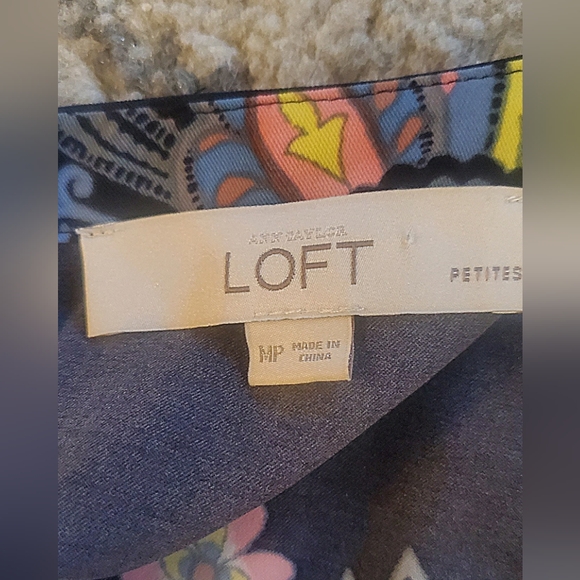 ANN TAYLOR
LOFT
PETITES
MP MADE IN
CHINA